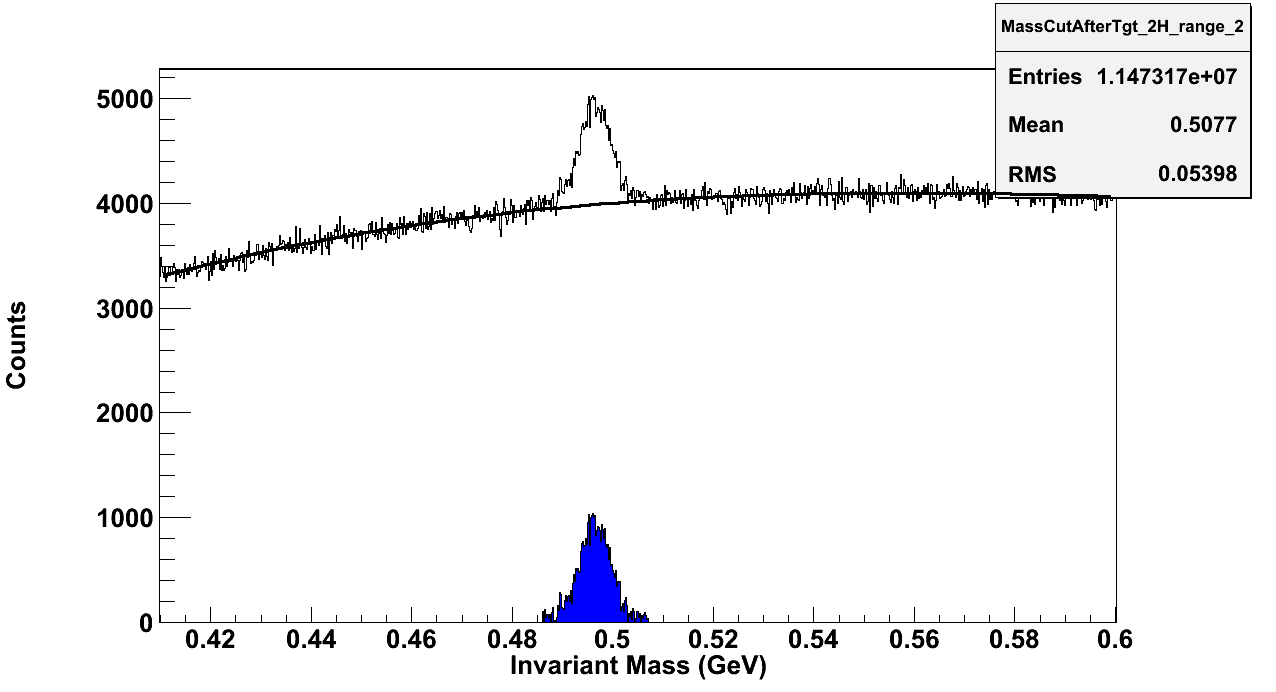 MassCutAfterTgt_2H_range_2
Entries 1.147317e+07
Mean 0.5077
RMS 0.05398
5000
4000
3000
2000
1000
0
Counts
0.42 0.44 0.46 0.48 0.5 0.52 0.54 0.56 0.58 0.6
Invariant Mass (GeV)